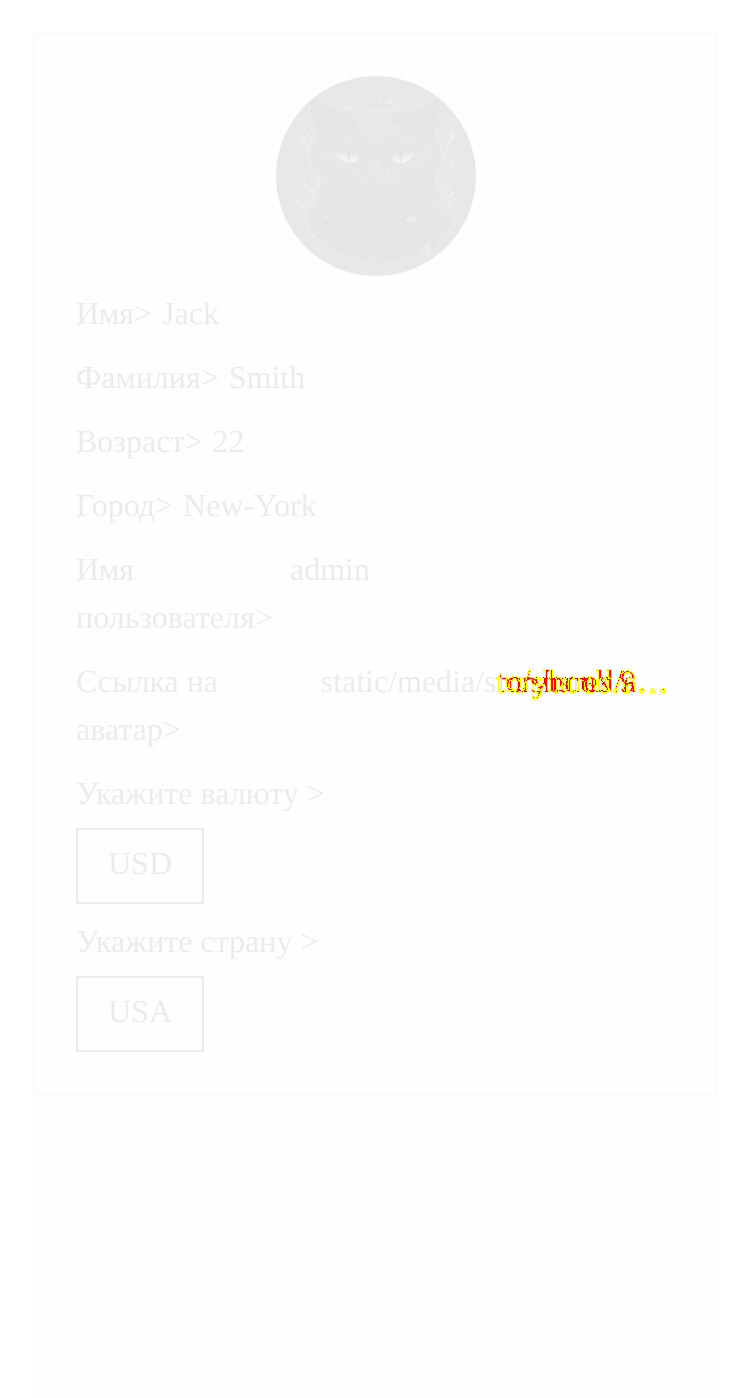 Имя> Jack
Фамилия> Smith
Возраст> 22
Город> New-York
Имя пользователя> admin
Ссылка на аватар> static/media/
Укажите валюту >
USD
Укажите страну >
USA